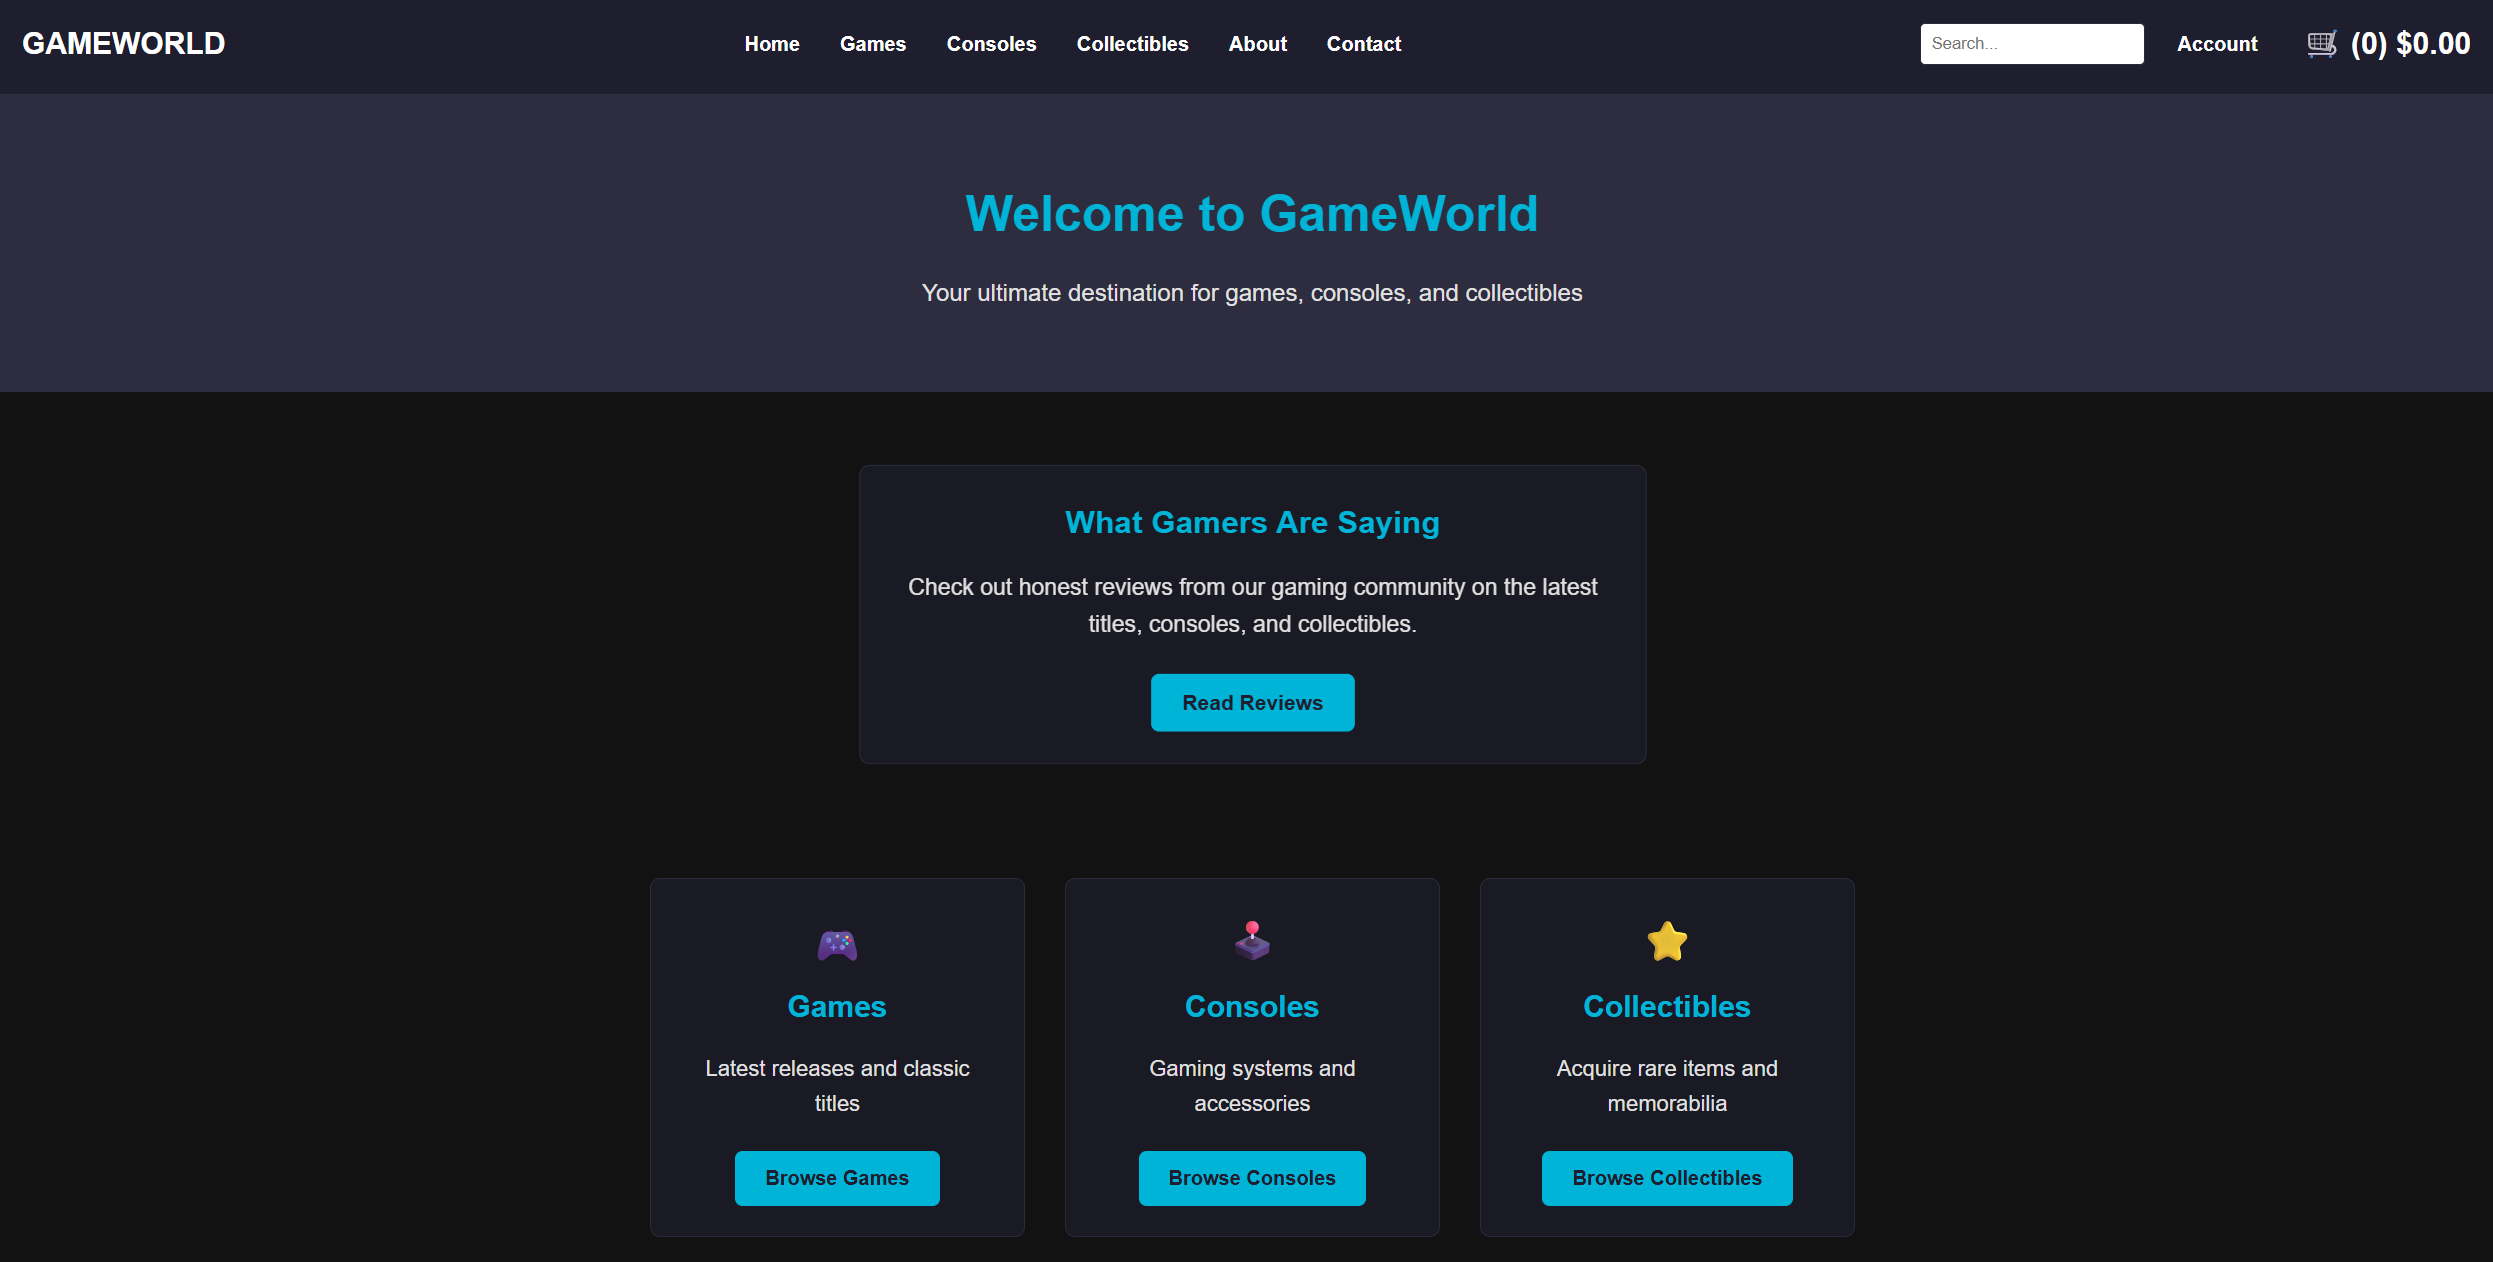 GAMEWORLD
Home Games Consoles Collectibles About Contact
Search...
Account
(0) $0.00
Welcome to GameWorld
Your ultimate destination for games, consoles, and collectibles
What Gamers Are Saying
Check out honest reviews from our gaming community on the latest
titles, consoles, and collectibles.
Read Reviews
Games
Latest releases and classic
titles
Browse Games
Consoles
Gaming systems and
accessories
Browse Consoles
Collectibles
Acquire rare items and
memorabilia
Browse Collectibles